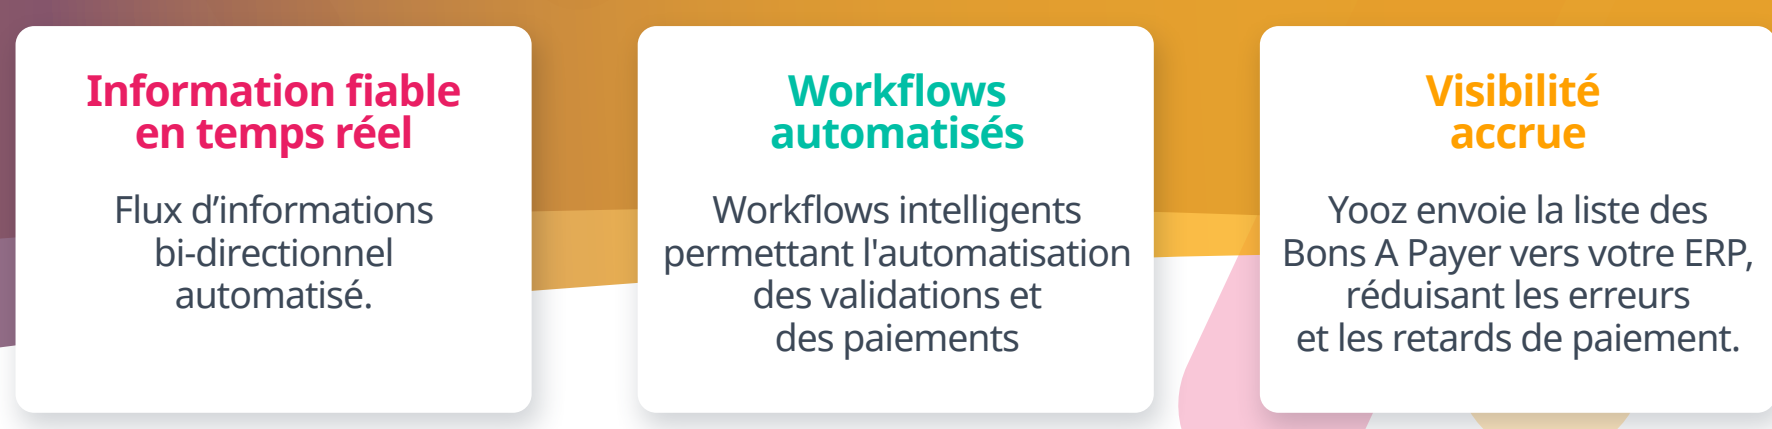 Information fiable
en temps réel
Flux d’informations
bi-directionnel
automatisé.
Workflows
automatisés
Workflows intelligents
permettant l'automatisation
des validations et
des paiements
Visibilité
accrue
Yooz envoie la liste des
Bons A Payer vers votre ERP,
réduisant les erreurs
et les retards de paiement.